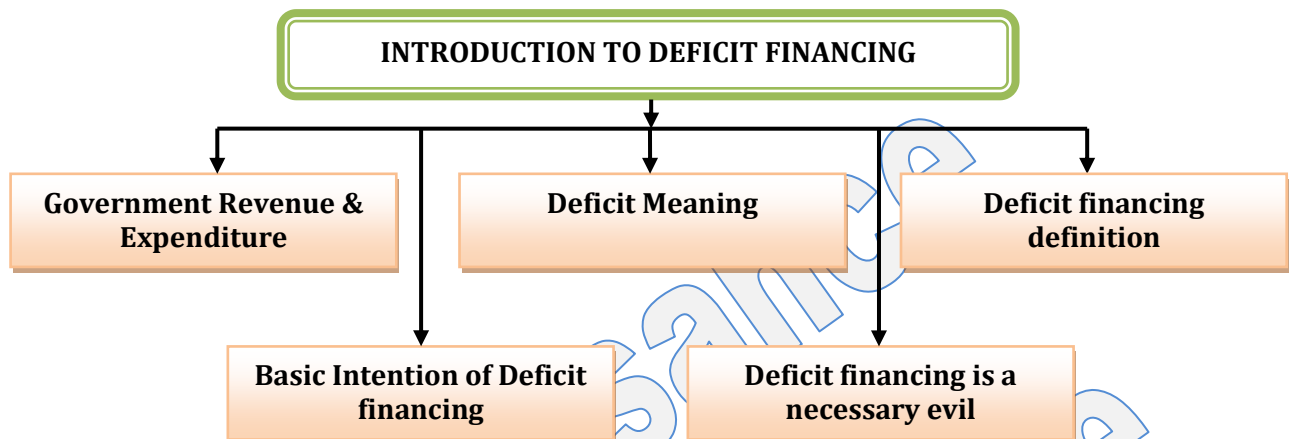 INTRODUCTION TO DEFICIT FINANCING
Government Revenue &
Expenditure
Deficit Meaning
Deficit financing
definition
Basic Intention of Deficit
financing
Deficit financing is a
necessary evil